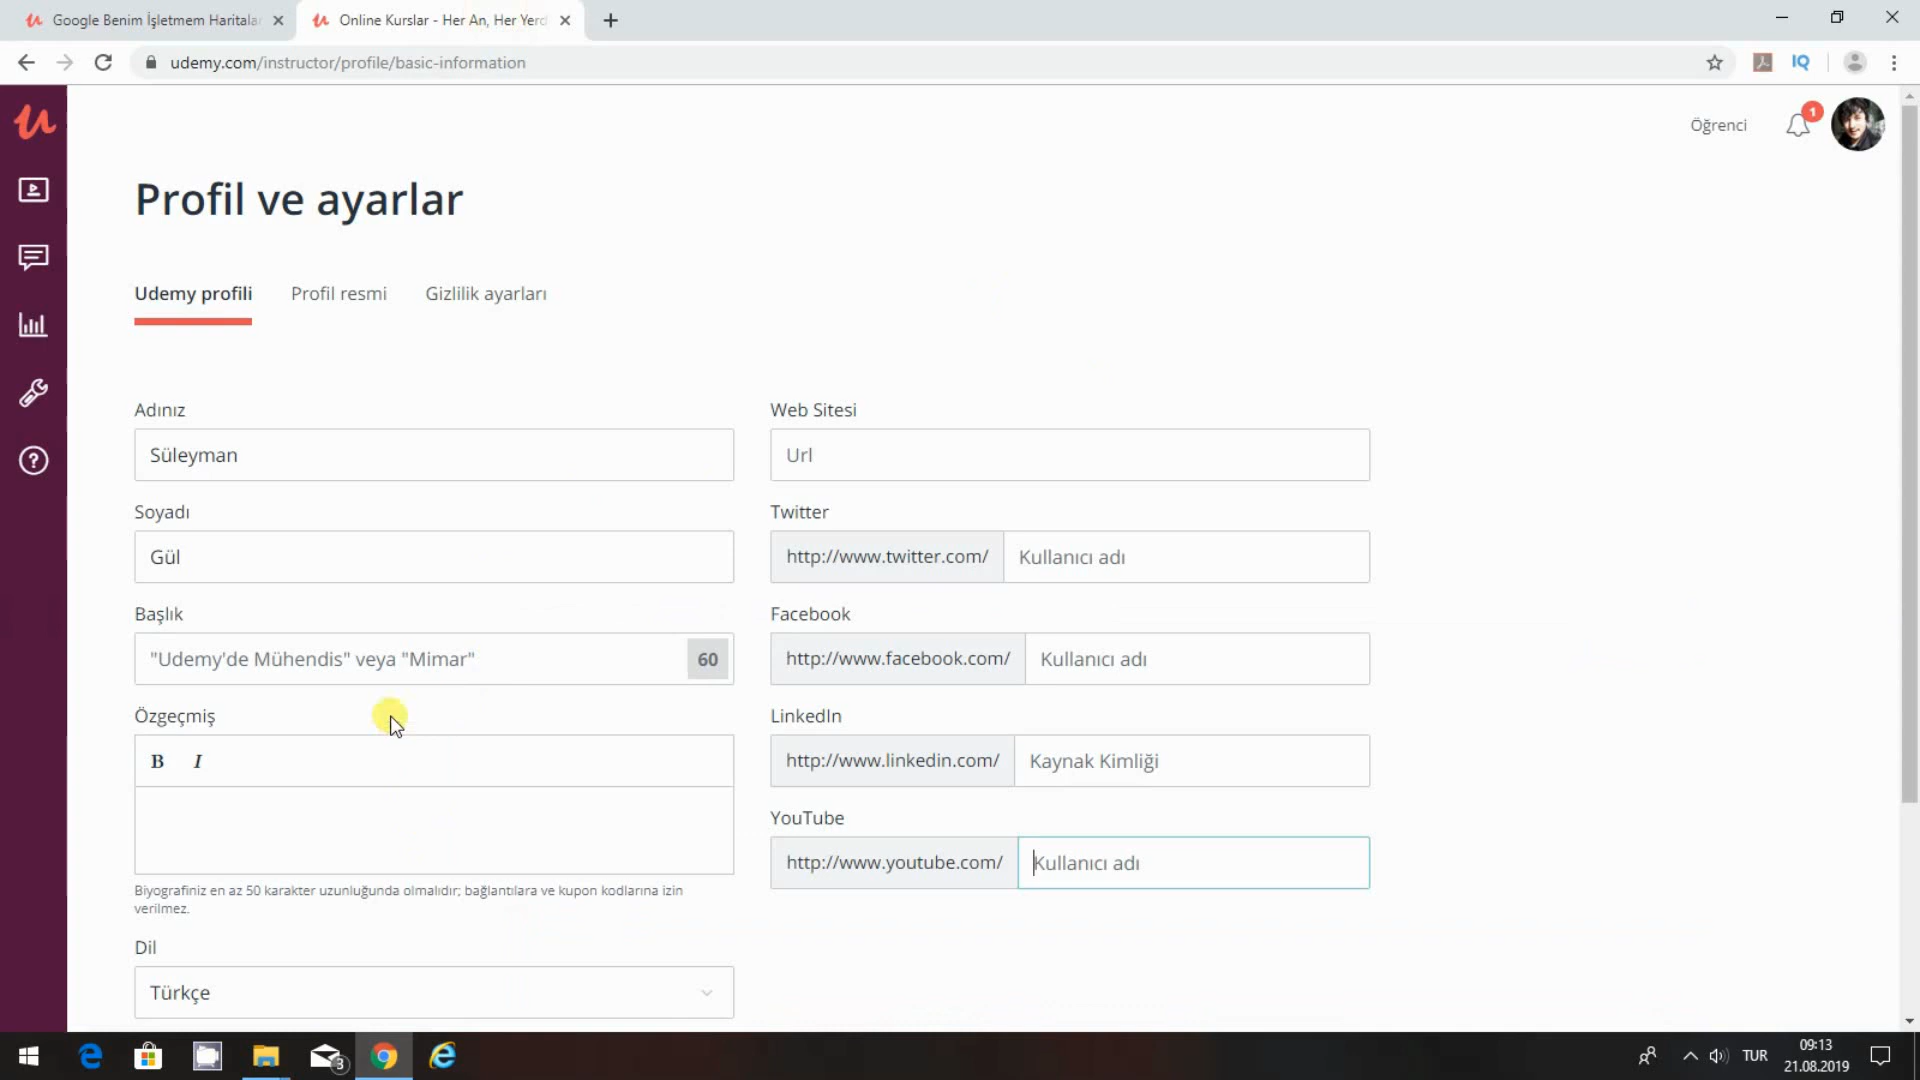 Google Benim İşletmem Haritala
Online Kurslar - Her An, Her Yerd
udemy.com/instructor/profile/basic-information
IQ
Öğrenci
1
Profil ve ayarlar
Udemy profili
Profil resmi
Gizlilik ayarları
Adınız
Süleyman
Soyadı
Gül
Başlık
"Udemy'de Mühendis" veya "Mimar"
60
Özgeçmiş
B I
Biyografiniz en az 50 karakter uzunluğunda olmalıdır; bağlantılara ve kupon kodlarına izin
verilmez.
Dil
Türkçe
Web Sitesi
Url
Twitter
http://www.twitter.com/ Kullanıcı adı
Facebook
http://www.facebook.com/ Kullanıcı adı
LinkedIn
http://www.linkedin.com/ Kaynak Kimliği
YouTube
http://www.youtube.com/ Kullanıcı adı
3
TUR
09:13
21.08.2019